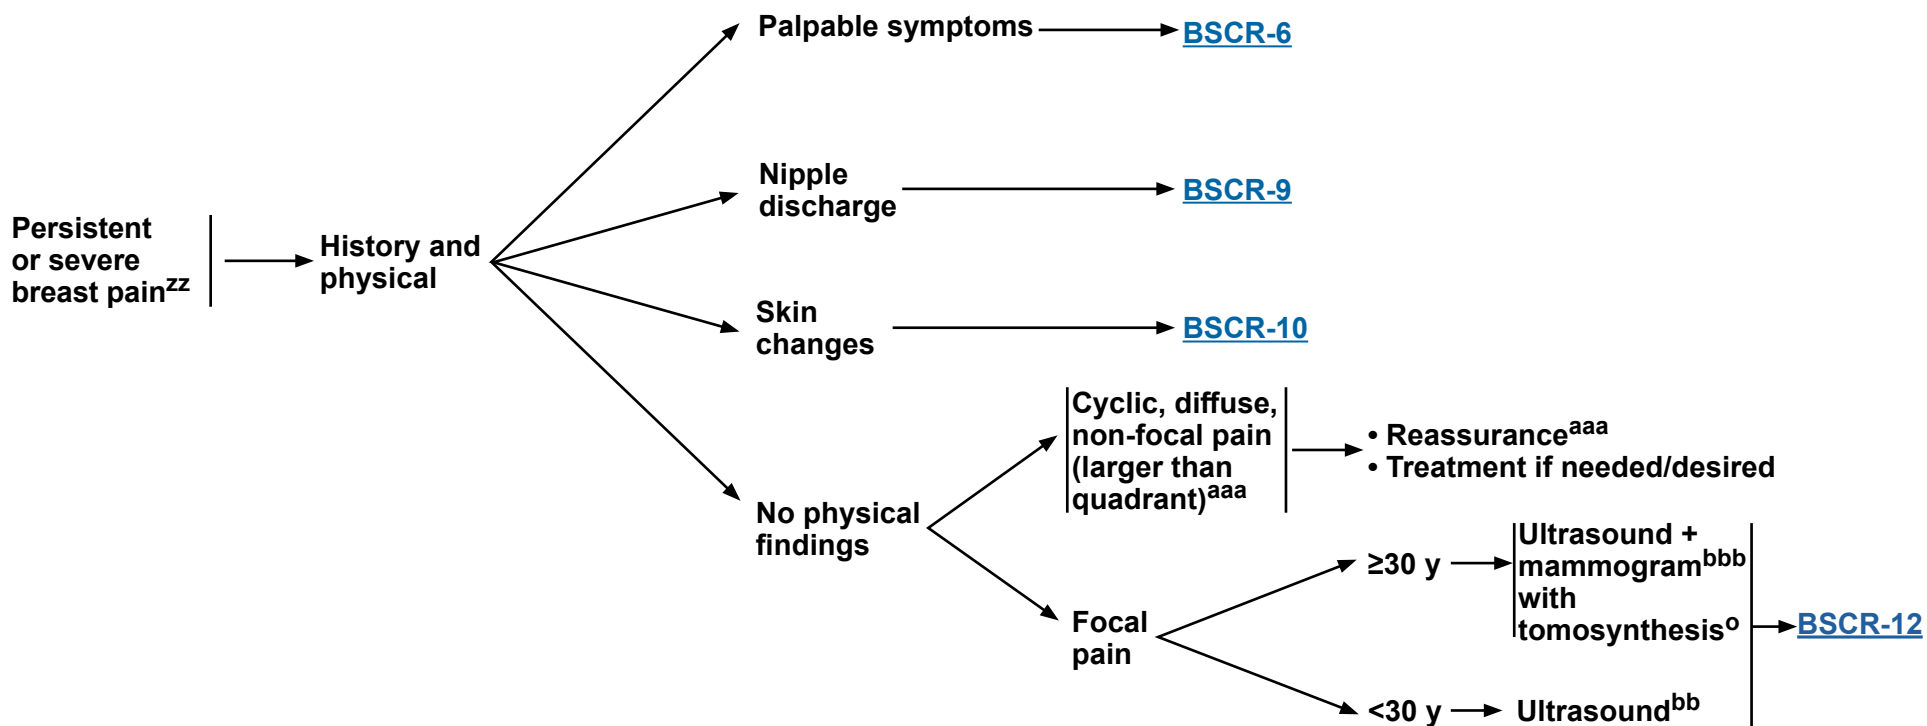 Palpable symptoms
BSCR-6
Nipple
discharge
BSCR-9
Persistent
or severe
breast painzz
History and
physical
Skin
changes
BSCR-10
Cyclic, diffuse,
non-focal pain
(larger than
quadrant)aaa
• Reassuranceaaa
• Treatment if needed/desired
No physical
findings
Focal
pain
≥30 y
Ultrasound +
mammogrambbb
with
tomosynthesiso
BSCR-12
<30 y
Ultrasoundbb